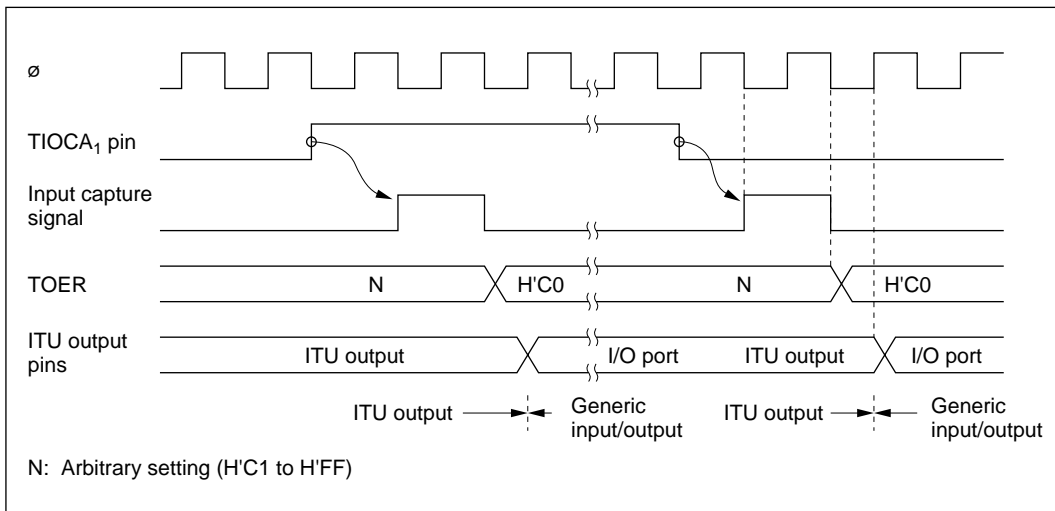 ø
TIOCA1 pin
Input capture
signal
TOER
N
H'C0
N
H'C0
ITU output
pins
ITU output
I/O port
ITU output
I/O port
ITU output
Generic
input/output
ITU output
Generic
input/output
N: Arbitrary setting (H'C1 to H'FF)